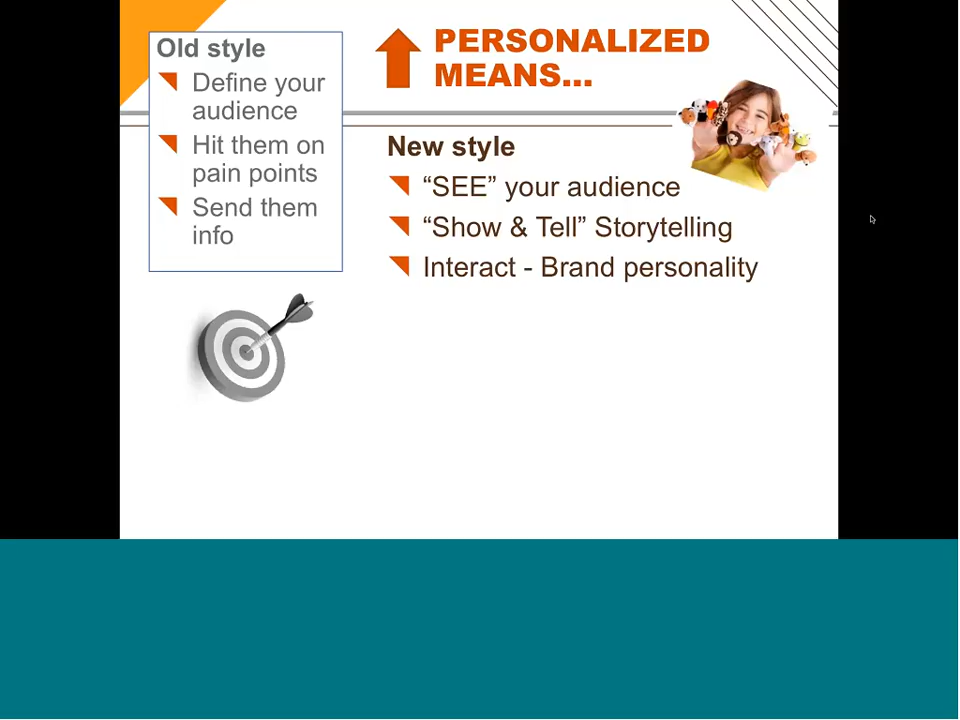 Old style
Define your
audience
Hit them on
pain points
Send them
info
PERSONALIZED
MEANS...
New style
“SEE” your audience
“Show & Tell” Storytelling
Interact - Brand personality